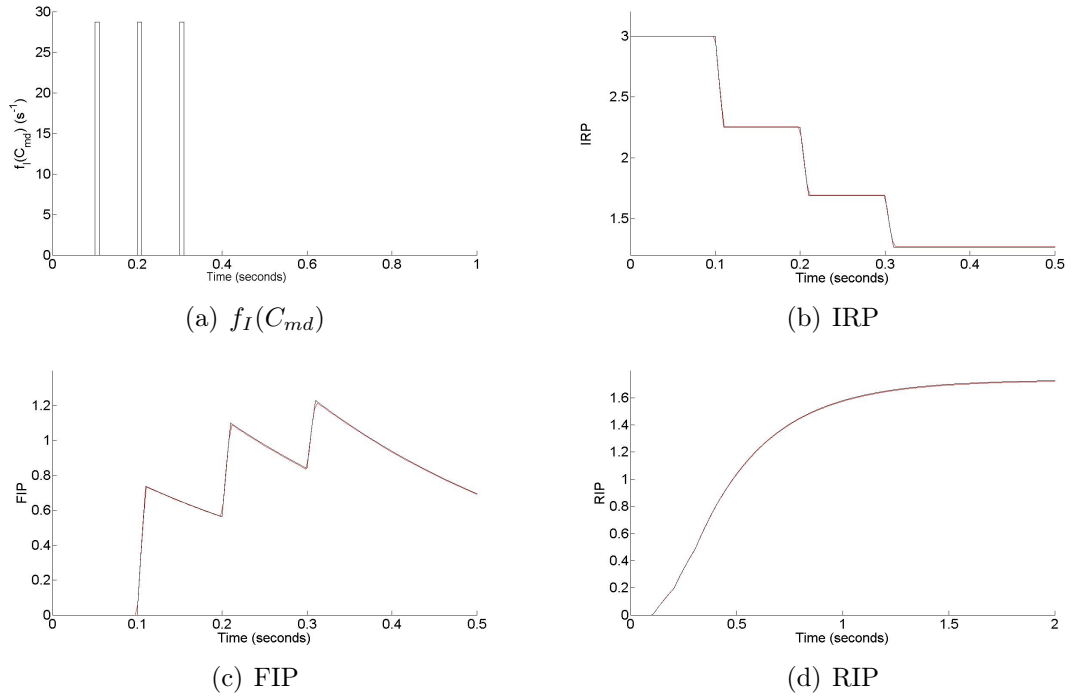 30
25
20
15
10
5
0
f_I(C_md) (s^-1)
0 0.2 0.4 0.6 0.8 1
Time (seconds)
(a) f_I(C_md)
3
2.5
2
1.5
IRP
0 0.1 0.2 0.3 0.4 0.5
Time (seconds)
(b) IRP
1.2
1
0.8
0.6
0.4
0.2
0
FIP
0 0.1 0.2 0.3 0.4 0.5
Time (seconds)
(c) FIP
1.6
1.4
1.2
1
0.8
0.6
0.4
0.2
0
RIP
0 0.5 1 1.5 2
Time (seconds)
(d) RIP